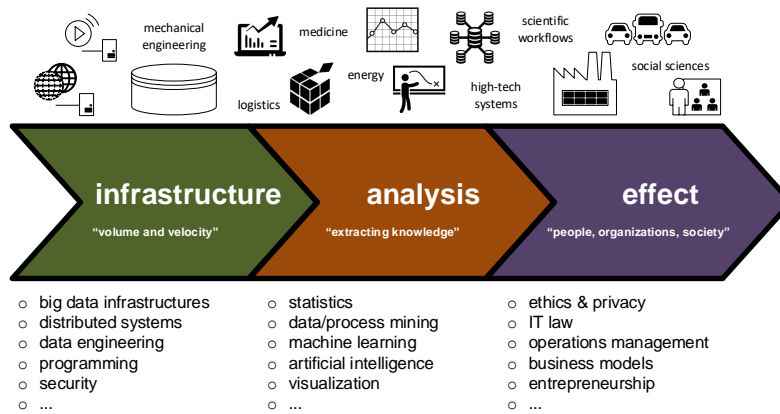 mechanical
engineering
medicine
scientific
workflows
logistics
energy
high-tech
systems
social sciences
infrastructure
"volume and velocity"
analysis
"extracting knowledge"
effect
"people, organizations, society"
o big data infrastructures
o distributed systems
o data engineering
o programming
o security
o ...
o statistics
o data/process mining
o machine learning
o artificial intelligence
o visualization
o ...
o ethics & privacy
o IT law
o operations management
o business models
o entrepreneurship
o ...